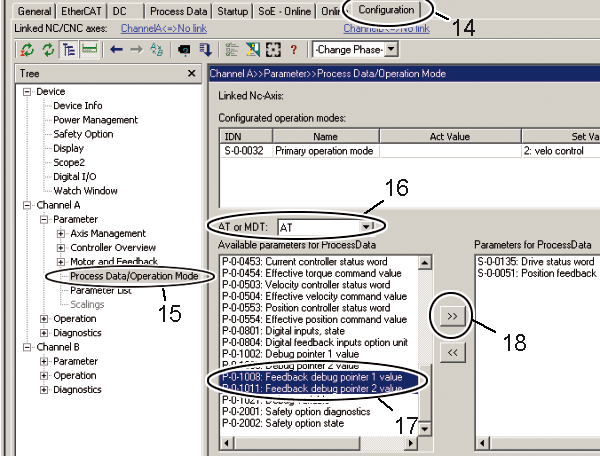 General EtherCAT DC Process Data Startup SoE - Online Onlin Configuration
14
Linked NC/CNC axes: ChannelA<=>No link ChannelB<=>No link
-Change Phase-
Tree Channel A>>Parameter>>Process Data/Operation Mode
Device
Device Info
Power Management
Safety Option
Display
Scope2
Digital I/O
Watch Window
Channel A
Parameter
Axis Management
Controller Overview
Motor and Feedback
Process Data/Operation Mode
Parameter List
15
Scalings
Operation
Diagnostics
Channel B
Parameter
Operation
Diagnostics
Linked Nc-Axis:
Configurated operation modes:
IDN Name Act Value Set Va
S-0-0032 Primary operation mode 2: velo control
16
AT or MDT: AT
Available parameters for ProcessData
P-0-0453: Current controller status word
P-0-0454: Effective torque command value
P-0-0503: Velocity controller status word
P-0-0504: Effective velocity command value
P-0-0553: Position controller status word
P-0-0554: Effective position command value
P-0-0801: Digital inputs, state
P-0-0804: Digital feedback inputs option unit
P-0-1002: Debug pointer 1 value
Debug pointer 2 value
P-0-1008: Feedback debug pointer 1 value
P-0-1011: Feedback debug pointer 2 value
P-0-2001: Safety option diagnostics
17
P-0-2002: Safety option state
>>
18
<<
Parameters for ProcessData
S-0-0135: Drive status word
S-0-0051: Position feedback